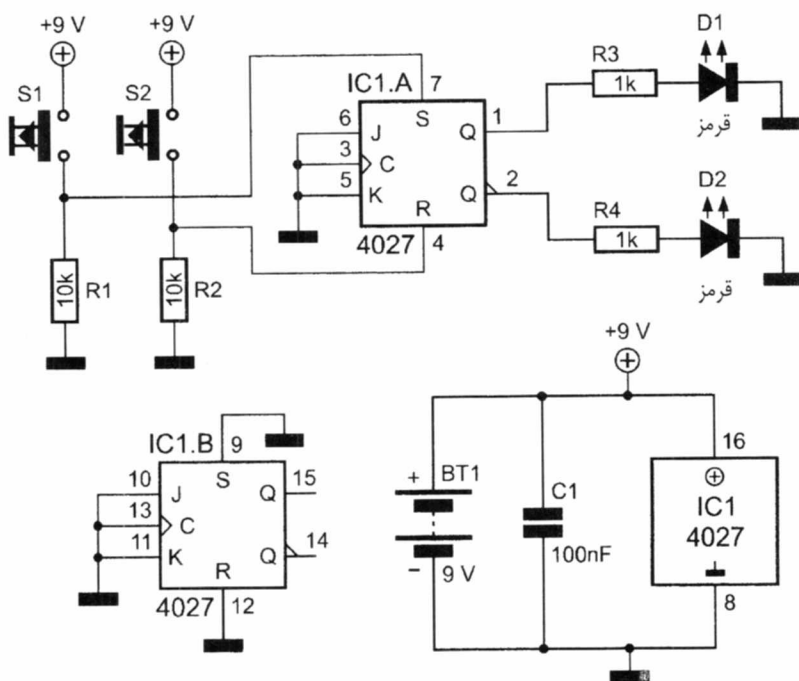 +9 V
+9 V
S1
S2
10k
R1
10k
R2
IC1.A
7
6
J
S
Q
1
3
C
5
K
Q
2
R
4027
4
R3
1k
D1
قرمز
R4
1k
D2
قرمز
IC1.B
9
10
J
S
Q
15
13
C
11
K
Q
14
R
4027
12
+9 V
+
BT1
−
9 V
C1
100nF
16
IC1
4027
8